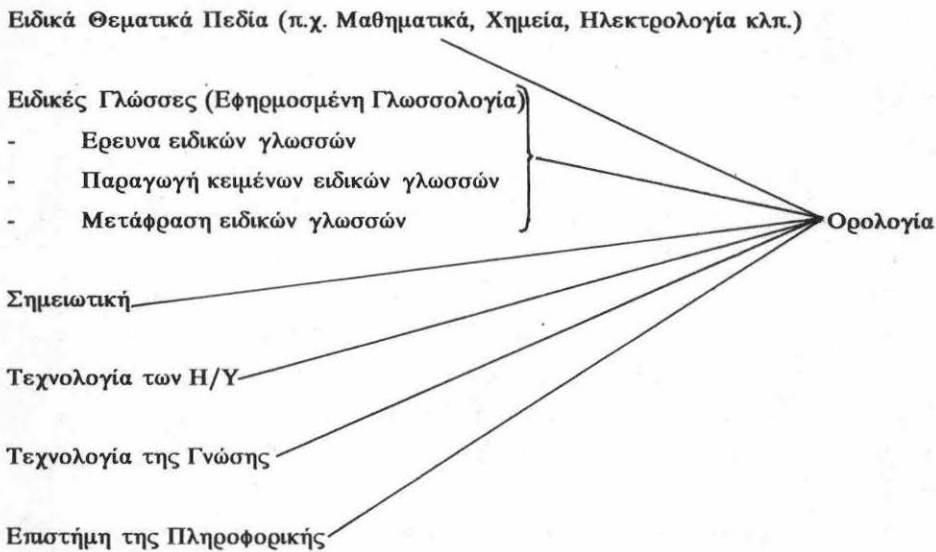 Ειδικά Θεματικά Πεδία (π.χ. Μαθηματικά, Χημεία, Ηλεκτρολογία κλπ.)
Ειδικές Γλώσσες (Εφηρμοσμένη Γλωσσολογία)
- Ερευνα ειδικών γλωσσών
- Παραγωγή κειμένων ειδικών γλωσσών
- Μετάφραση ειδικών γλωσσών
Ορολογία
Σημειωτική
Τεχνολογία των Η/Υ
Τεχνολογία της Γνώσης
Επιστήμη της Πληροφορικής